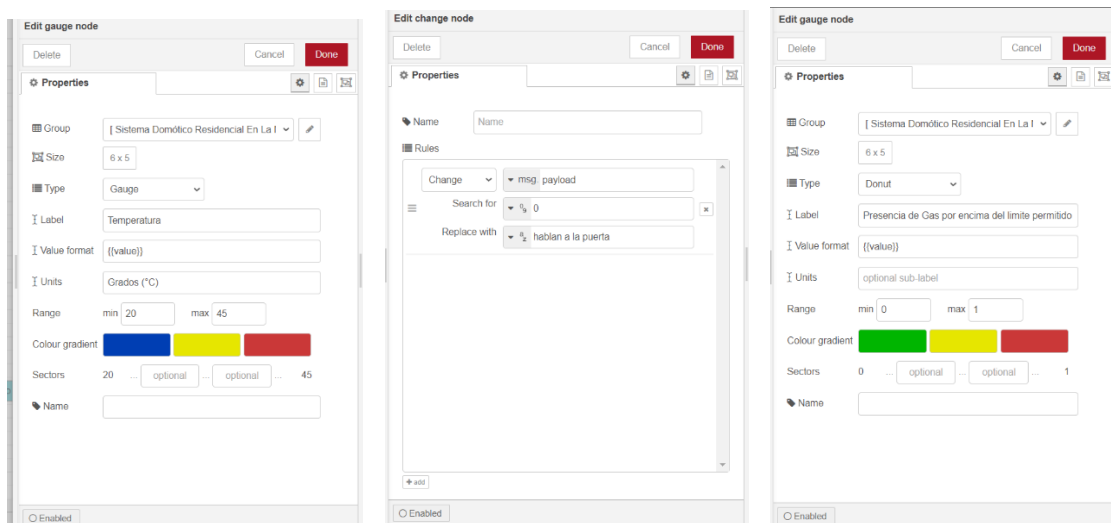 Edit gauge node
Delete Cancel Done
Properties
Group [ Sistema Domótico Residencial En La I
Size 6 x 5
Type Gauge
Label Temperatura
Value format {{value}}
Units Grados (°C)
Range min 20 max 45
Colour gradient
Sectors 20 ... optional ... optional ... 45
Name
Enabled
Edit change node
Delete Cancel Done
Properties
Name Name
Rules
Change msg. payload
Search for 0
Replace with hablan a la puerta
add
Enabled
Edit gauge node
Delete Cancel Done
Properties
Group [ Sistema Domótico Residencial En La I
Size 6 x 5
Type Donut
Label Presencia de Gas por encima del limite permitido
Value format {{value}}
Units optional sub-label
Range min 0 max 1
Colour gradient
Sectors 0 ... optional ... optional ... 1
Name
Enabled